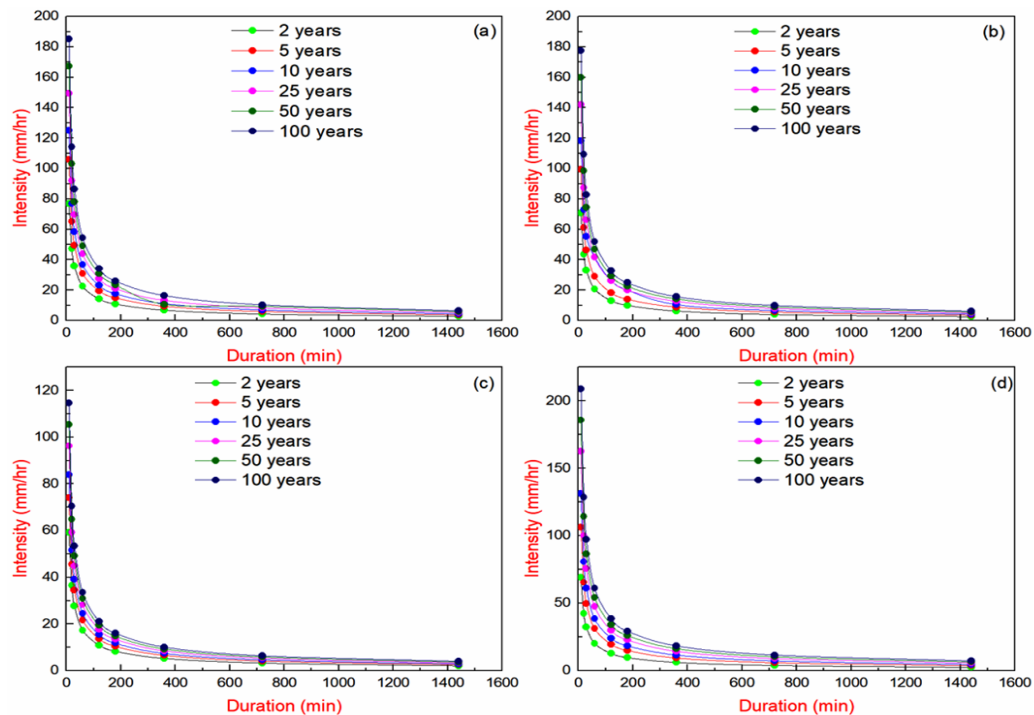 (a)
2 years
5 years
10 years
25 years
50 years
100 years
Intensity (mm/hr)
200
180
160
140
120
100
80
60
40
20
0
0 200 400 600 800 1000 1200 1400 1600
Duration (min)
(b)
2 years
5 years
10 years
25 years
50 years
100 years
Intensity (mm/hr)
200
180
160
140
120
100
80
60
40
20
0
0 200 400 600 800 1000 1200 1400 1600
Duration (min)
(c)
2 years
5 years
10 years
25 years
50 years
100 years
Intensity (mm/hr)
120
100
80
60
40
20
0
0 200 400 600 800 1000 1200 1400 1600
Duration (min)
(d)
2 years
5 years
10 years
25 years
50 years
100 years
Intensity (mm/hr)
200
150
100
50
0
0 200 400 600 800 1000 1200 1400 1600
Duration (min)